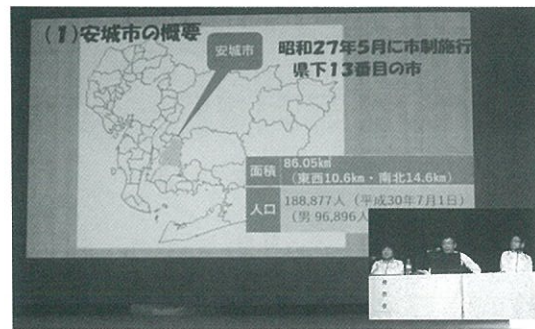 (1)安城市の概要
安城市
昭和27年5月に市制施行
県下13番目の市
面積
86.05㎢
(東西10.6km・南北14.6km)
人口
188,877人(平成30年7月1日)
(男 96,896人